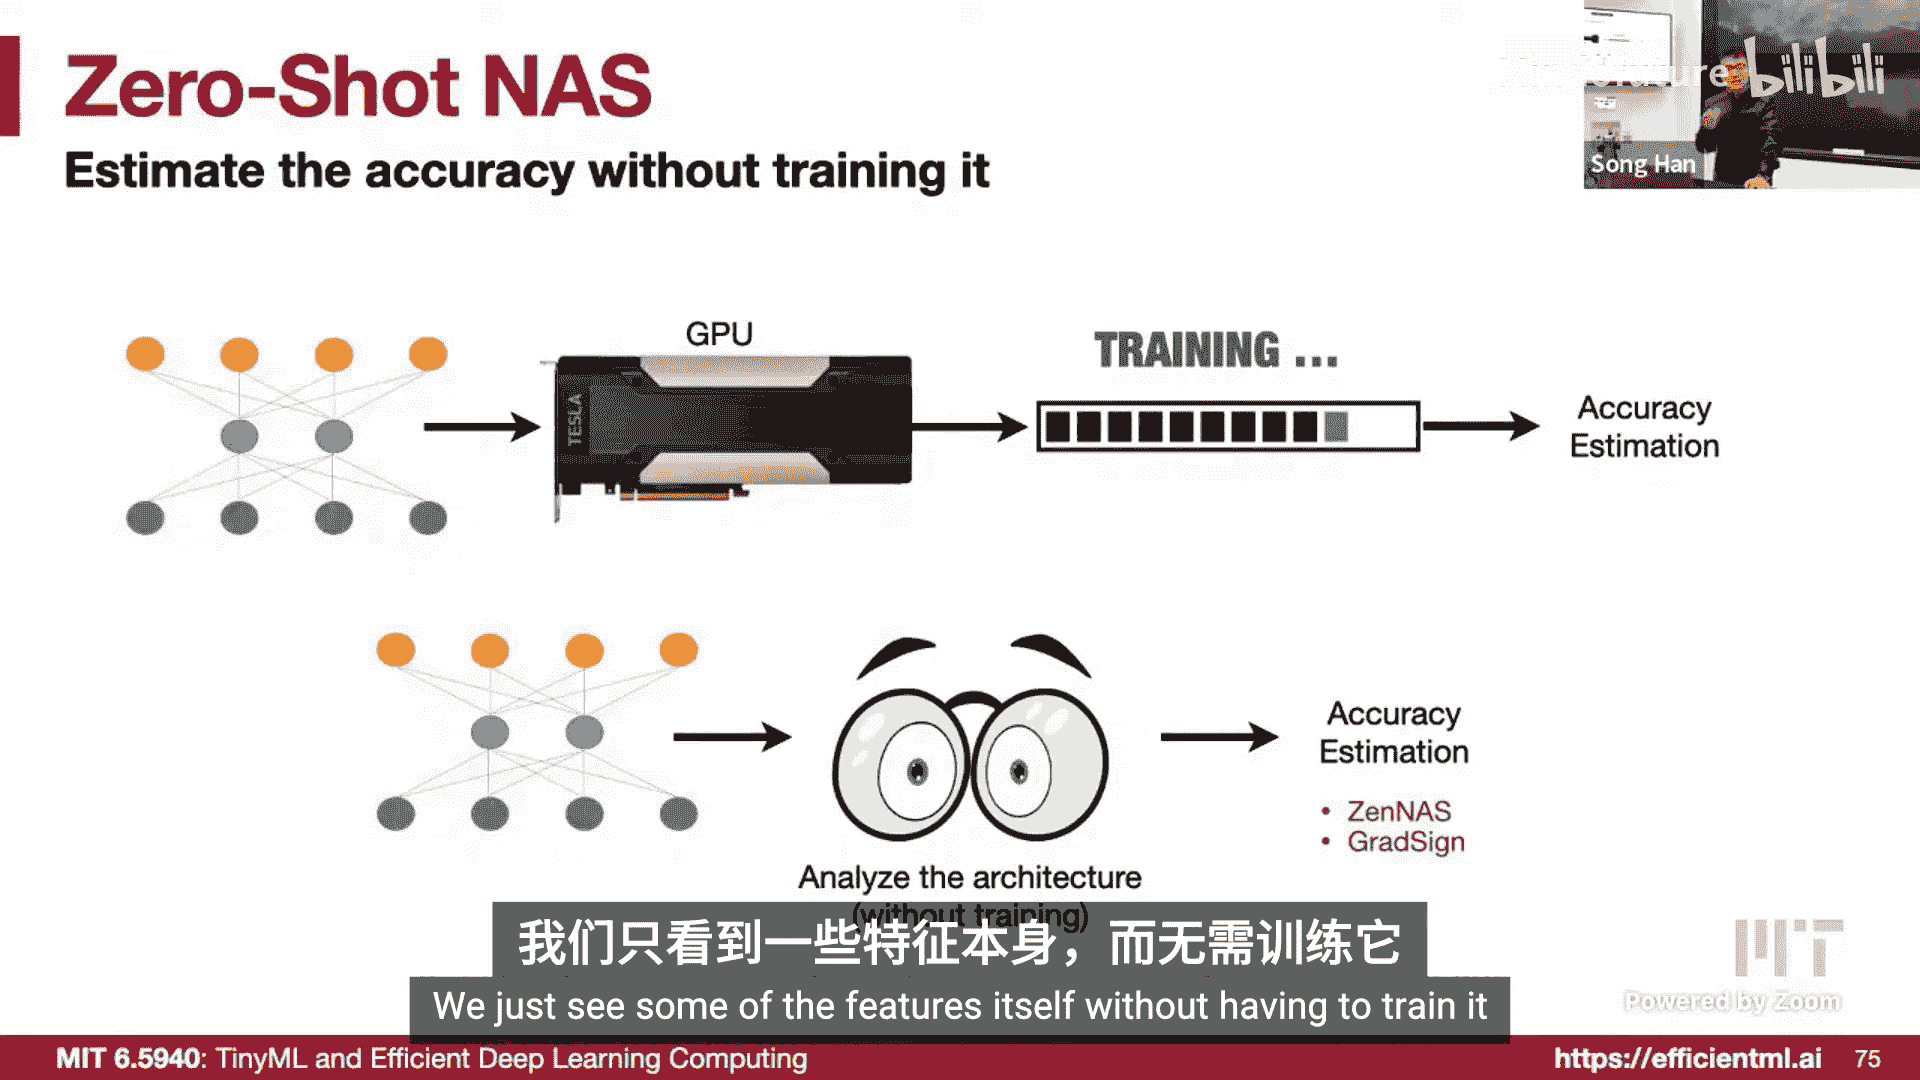 Zero-Shot NAS
Estimate the accuracy without training it
bilibili
Song Han
GPU
TESLA
TRAINING ...
Accuracy
Estimation
Accuracy
Estimation
• ZenNAS
• GradSign
Analyze the architecture
(without training)
我们只看到一些特征本身，而无需训练它
We just see some of the features itself without having to train it
MIT
Powered by Zoom
MIT 6.5940: TinyML and Efficient Deep Learning Computing
https://efficientml.ai
75